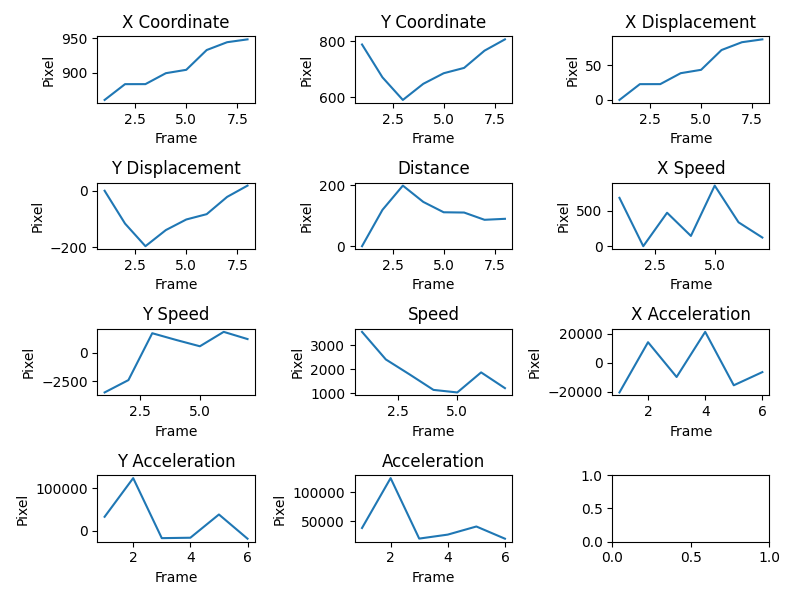 X Coordinate
Y Coordinate
X Displacement
950
900
Pixel
2.5 5.0 7.5
Frame
800
600
Pixel
2.5 5.0 7.5
Frame
50
0
Pixel
2.5 5.0 7.5
Frame
Y Displacement
Distance
X Speed
0
−200
Pixel
2.5 5.0 7.5
Frame
200
0
Pixel
2.5 5.0 7.5
Frame
500
0
Pixel
2.5 5.0
Frame
Y Speed
Speed
X Acceleration
0
−2500
Pixel
2.5 5.0
Frame
3000
2000
1000
Pixel
2.5 5.0
Frame
20000
0
−20000
Pixel
2 4 6
Frame
Y Acceleration
Acceleration
100000
0
Pixel
2 4 6
Frame
100000
50000
Pixel
2 4 6
Frame
1.0
0.5
0.0
0.0 0.5 1.0